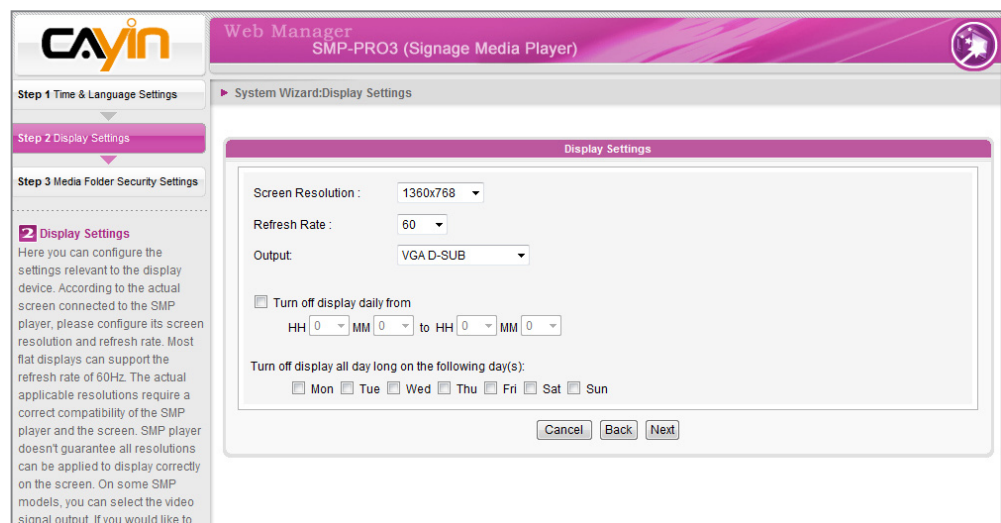 CAYin
Web Manager
SMP-PRO3 (Signage Media Player)
Step 1 Time & Language Settings
Step 2 Display Settings
Step 3 Media Folder Security Settings
2 Display Settings
Here you can configure the
settings relevant to the display
device. According to the actual
screen connected to the SMP
player, please configure its screen
resolution and refresh rate. Most
flat displays can support the
refresh rate of 60Hz. The actual
applicable resolutions require a
correct compatibility of the SMP
player and the screen. SMP player
doesn't guarantee all resolutions
can be applied to display correctly
on the screen. On some SMP
models, you can select the video
signal output. If you would like to
System Wizard:Display Settings
Display Settings
Screen Resolution : 1360x768
Refresh Rate : 60
Output: VGA D-SUB
Turn off display daily from
HH 0 MM 0 to HH 0 MM 0
Turn off display all day long on the following day(s):
Mon Tue Wed Thu Fri Sat Sun
Cancel Back Next